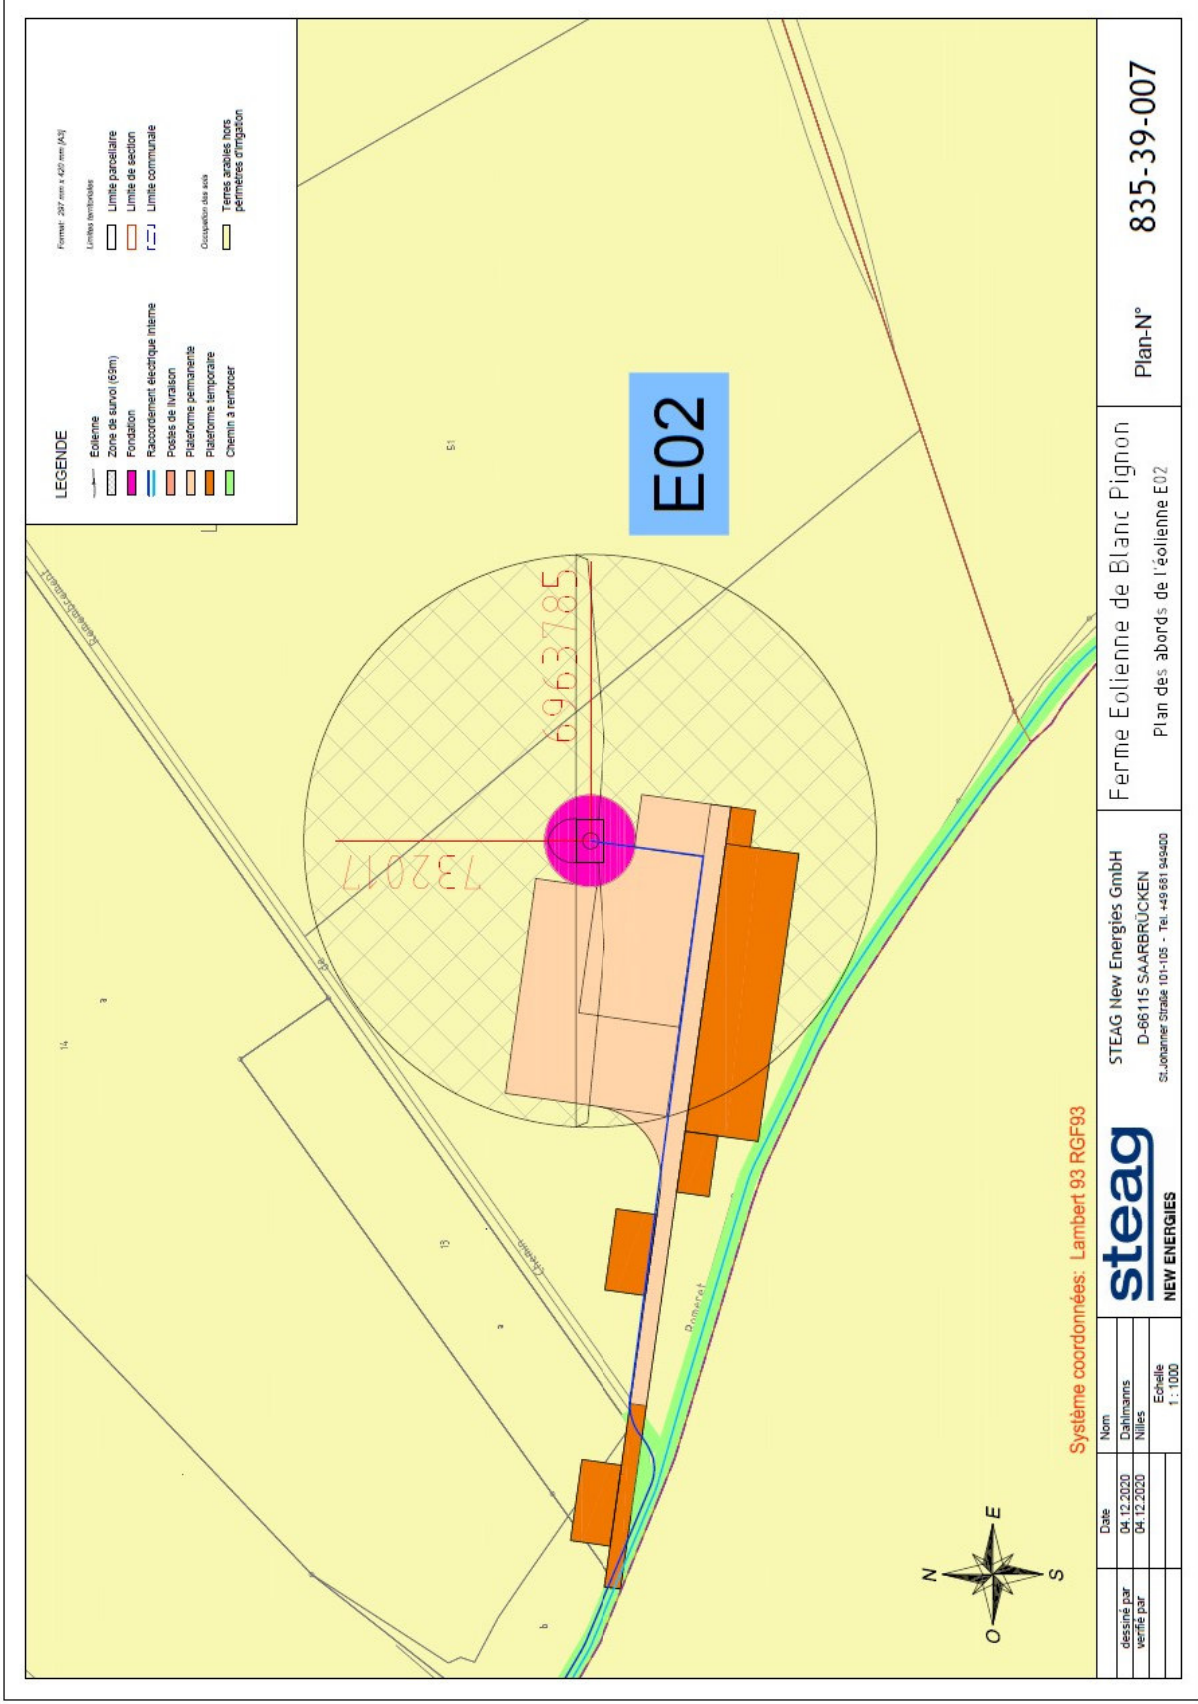 LEGENDE
Format: 297 mm x 420 mm (A3)
Eolienne
Zone de survol (69m)
Fondation
Raccordement électrique interne
Postes de livraison
Plateforme permanente
Plateforme temporaire
Chemin à renforcer
Limites territoriales
Limite parcellaire
Limite de section
Limite communale
Occupation des sols
Terres arables hors
périmètres d'irrigation
Remembrement
51
E02
6963785
732017
14
a
13
a
Chemin
Romeret
b
N
E
S
O
Système coordonnées: Lambert 93 RGF93
Date
Nom
dessiné par
04.12.2020
Dahlmanns
verifié par
04.12.2020
Nilles
Echelle
1 : 1000
steag
NEW ENERGIES
STEAG New Energies GmbH
D-66115 SAARBRÜCKEN
St.Johanner Straße 101-105 - Tel. +49 681 949400
Ferme Eolienne de Blanc Pignon
Plan des abords de l'éolienne E02
Plan-N°
835-39-007